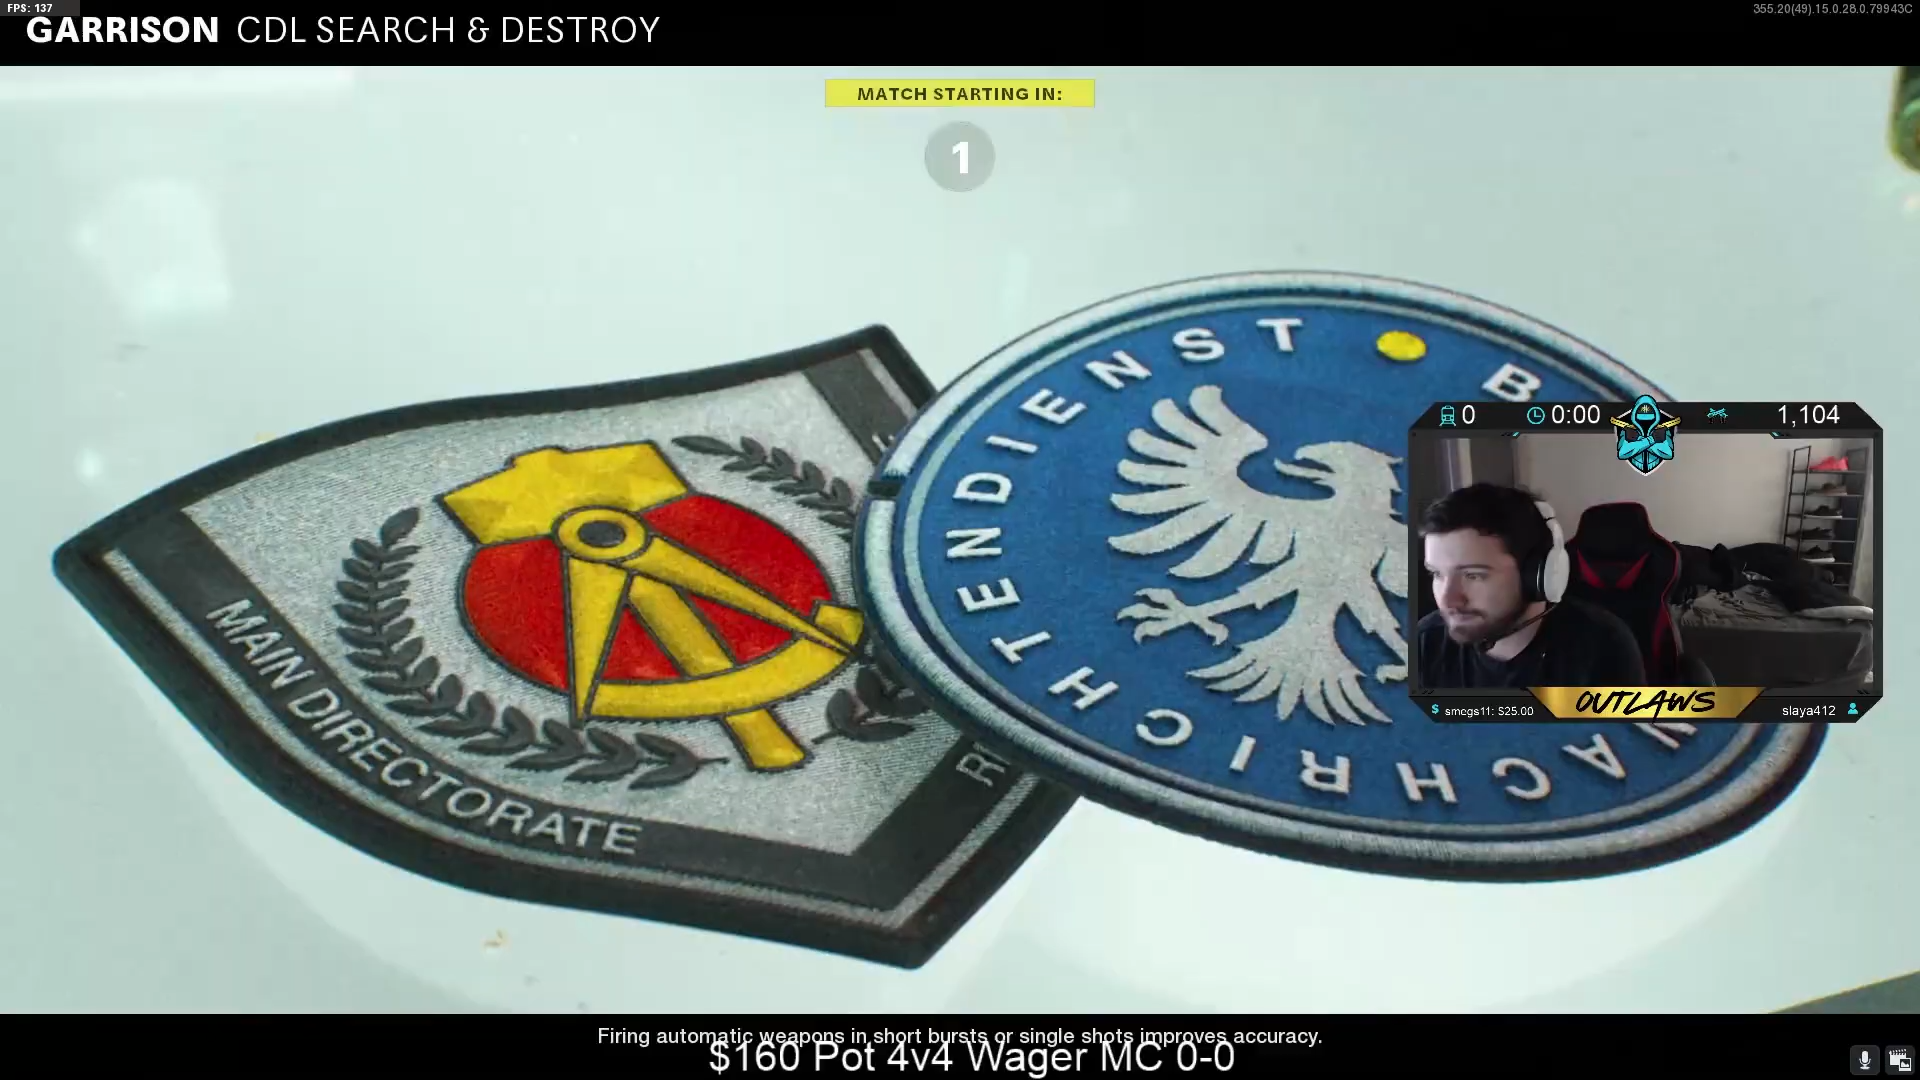 FPS: 137
355.20(49).15.0.28.0.79943C
GARRISON CDL SEARCH & DESTROY
MATCH STARTING IN:
1
0 0:00 1,104
MAIN DIRECTORATE
NACHRICHTENDIENST • B
OUTLAWS
$ smcgs11: $25.00
slaya412
Firing automatic weapons in short bursts or single shots improves accuracy.
$160 Pot 4v4 Wager MC 0-0